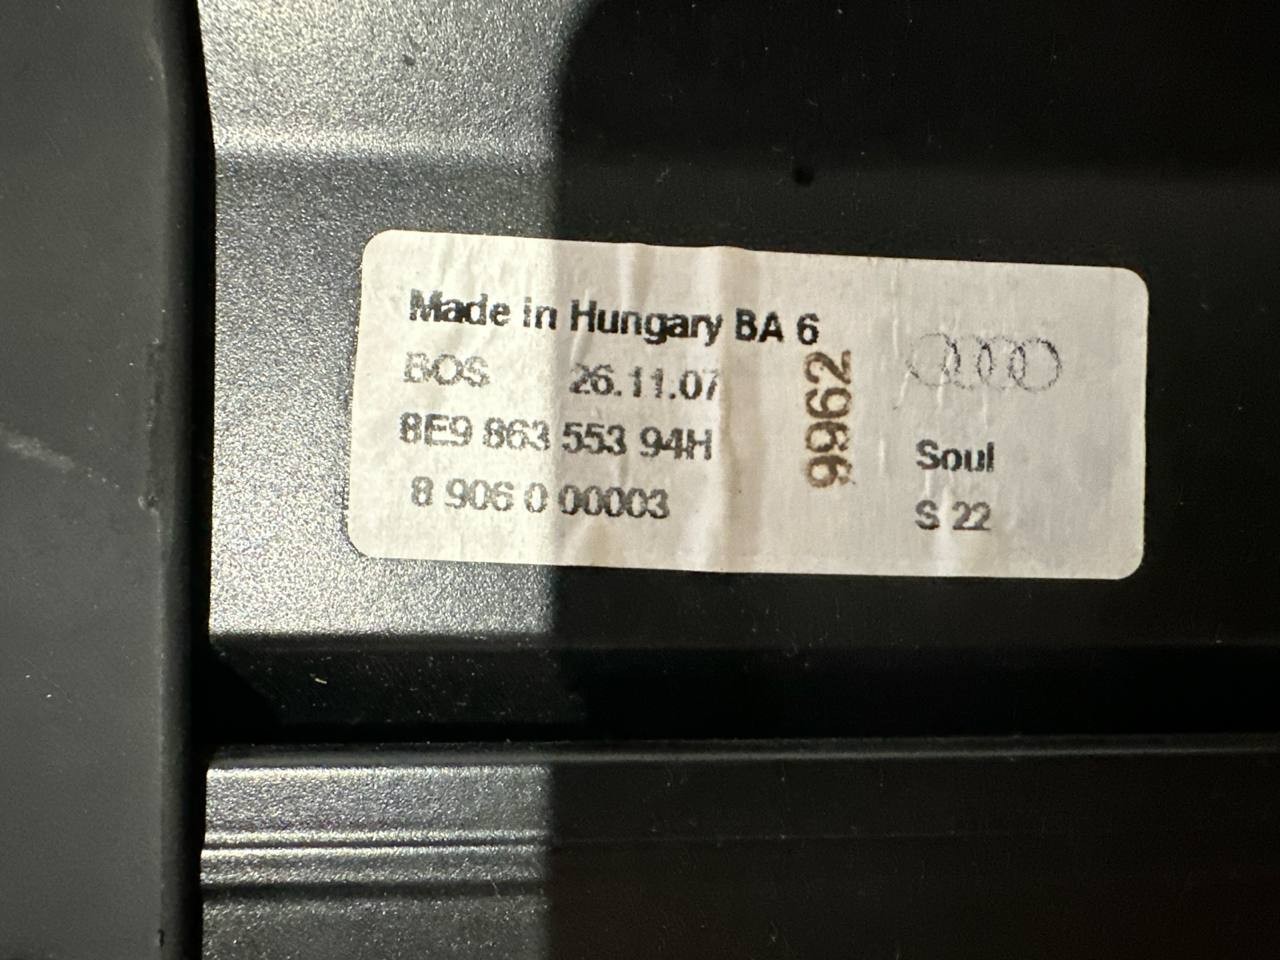 Made in Hungary BA 6
BOS 26.11.07
8E9 863 553 94H
8 906 0 00003
9962
Soul
S 22